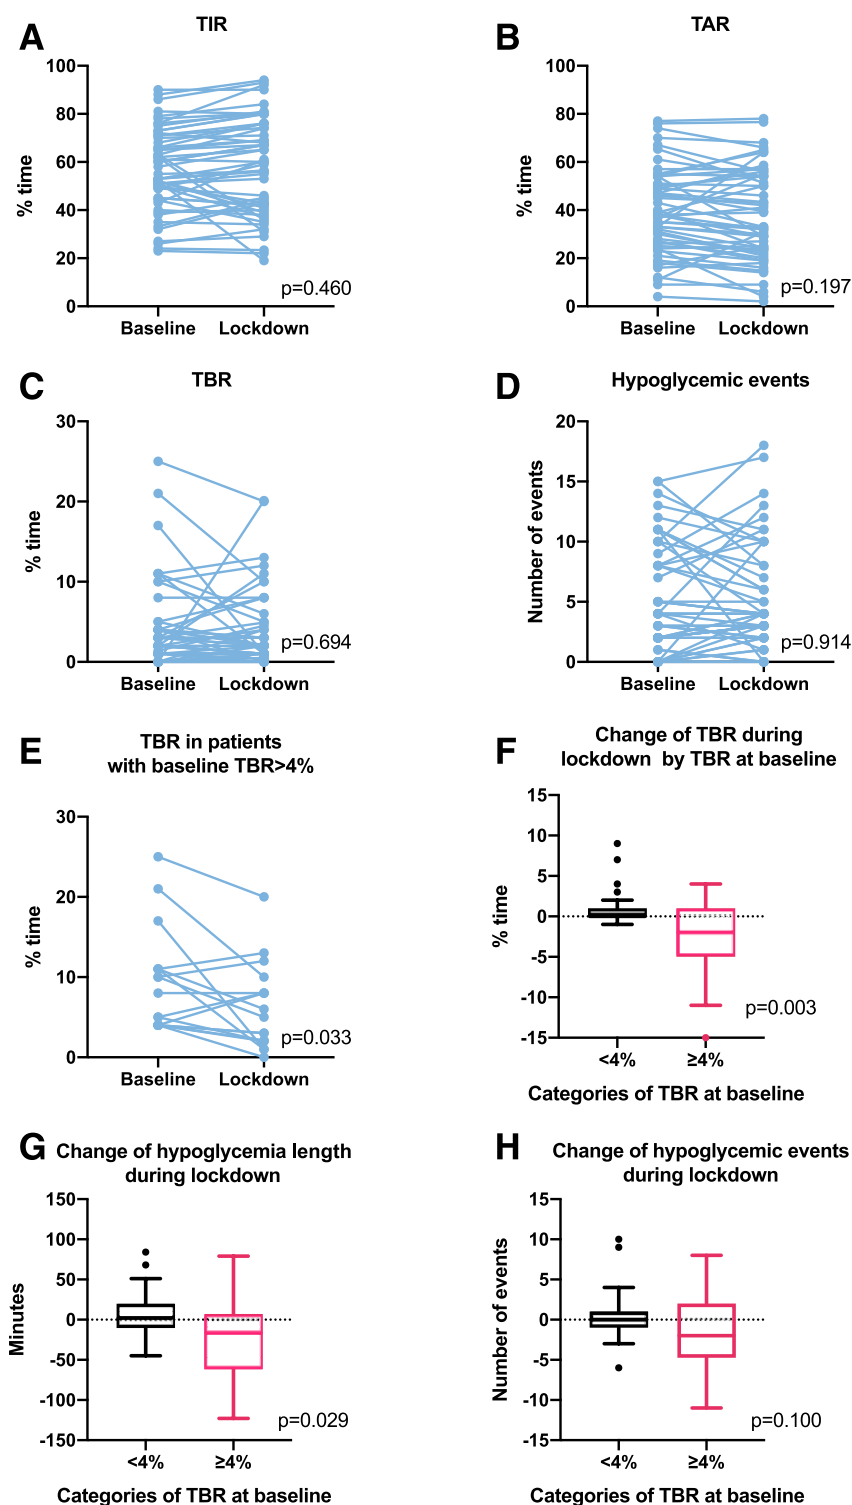 A
TIR
% time
100
80
60
40
20
0
p=0.460
Baseline Lockdown
B
TAR
% time
100
80
60
40
20
0
p=0.197
Baseline Lockdown
C
TBR
% time
30
20
10
0
p=0.694
Baseline Lockdown
D
Hypoglycemic events
Number of events
20
15
10
5
0
p=0.914
Baseline Lockdown
E
TBR in patients
with baseline TBR>4%
% time
30
20
10
0
p=0.033
Baseline Lockdown
F
Change of TBR during
lockdown by TBR at baseline
% time
15
10
5
0
-5
-10
-15
p=0.003
<4% ≥4%
Categories of TBR at baseline
G
Change of hypoglycemia length
during lockdown
Minutes
150
100
50
0
-50
-100
-150
p=0.029
<4% ≥4%
Categories of TBR at baseline
H
Change of hypoglycemic events
during lockdown
Number of events
15
10
5
0
-5
-10
-15
p=0.100
<4% ≥4%
Categories of TBR at baseline